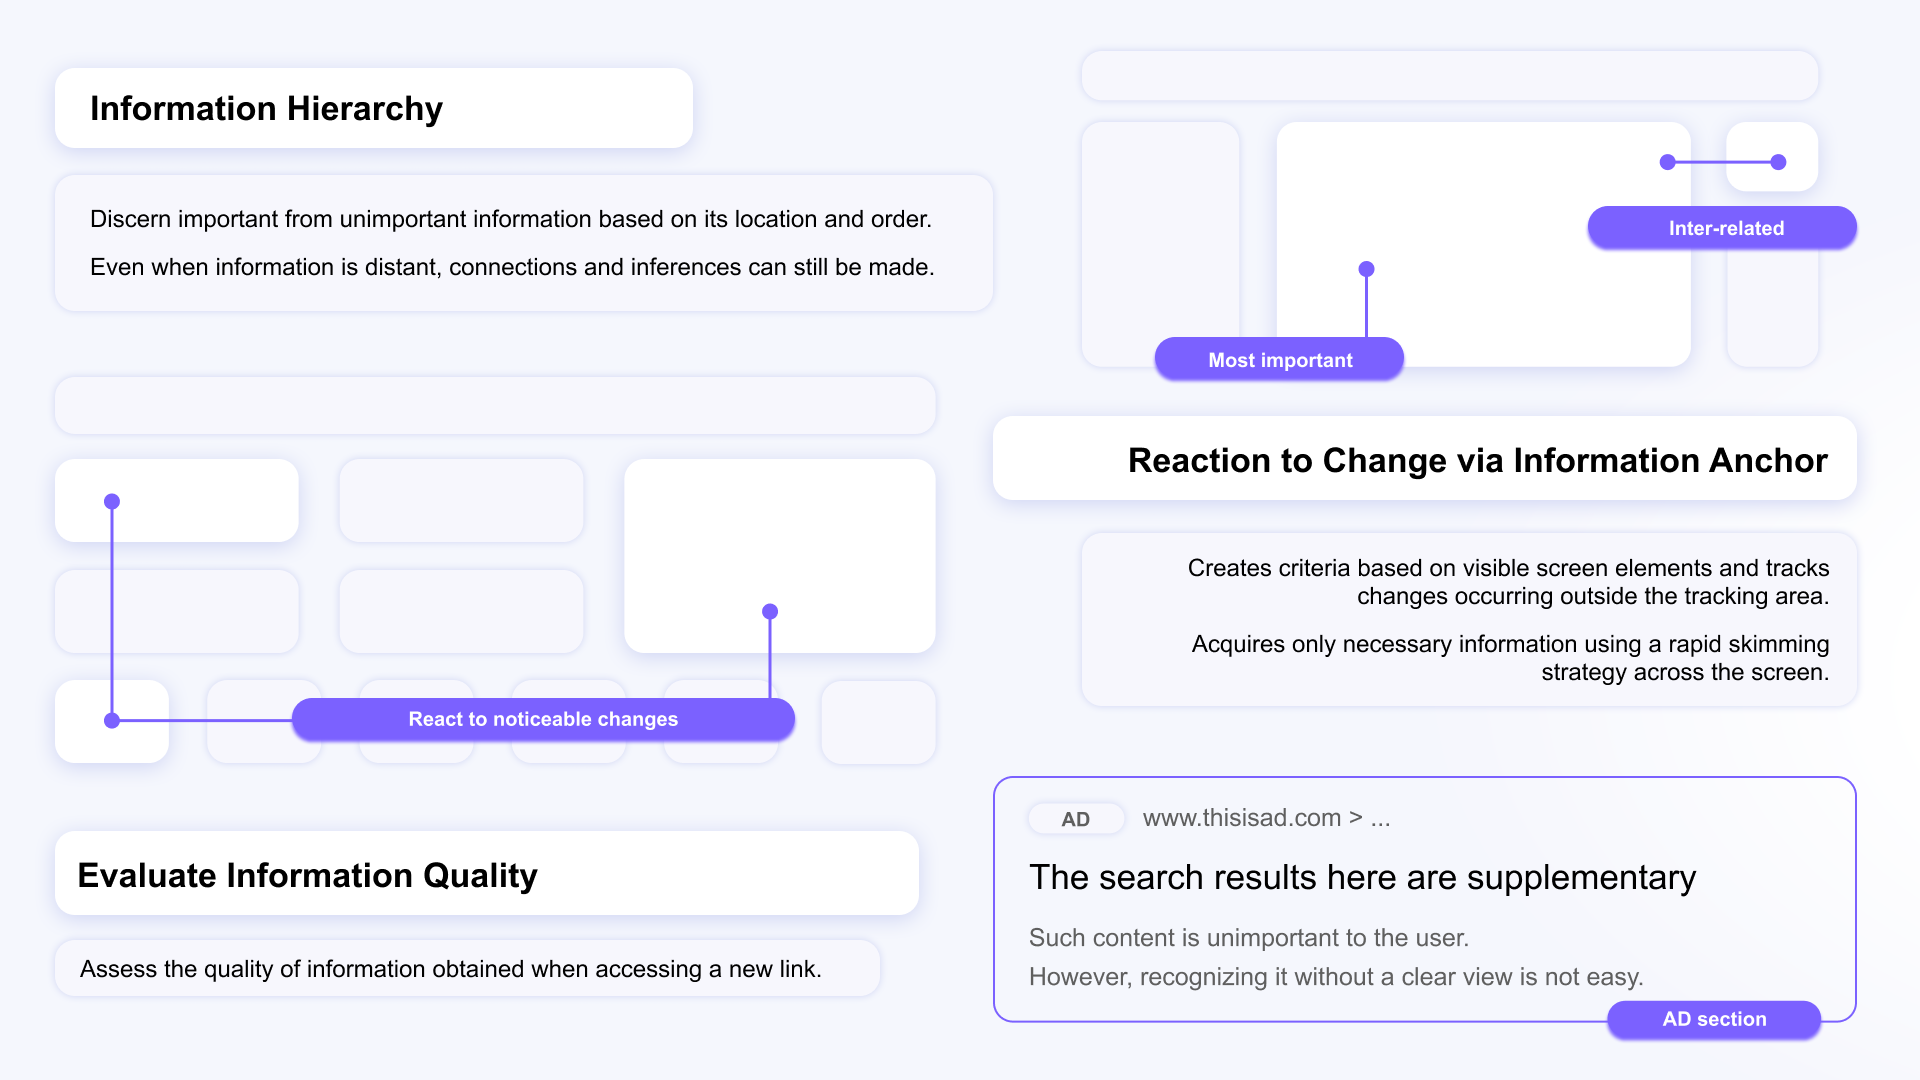 Information Hierarchy
Discern important from unimportant information based on its location and order.
Even when information is distant, connections and inferences can still be made.
Inter-related
Most important
Reaction to Change via Information Anchor
Creates criteria based on visible screen elements and tracks
changes occurring outside the tracking area.
Acquires only necessary information using a rapid skimming
strategy across the screen.
React to noticeable changes
Evaluate Information Quality
Assess the quality of information obtained when accessing a new link.
AD www.thisisad.com > ...
The search results here are supplementary
Such content is unimportant to the user.
However, recognizing it without a clear view is not easy.
AD section